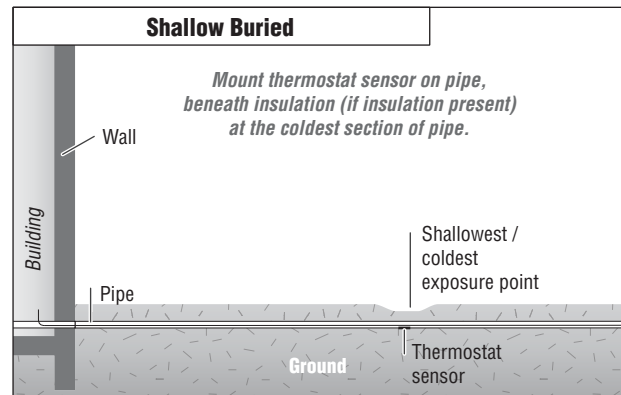 Shallow Buried
Mount thermostat sensor on pipe,
beneath insulation (if insulation present)
at the coldest section of pipe.
Wall
Building
Shallowest /
coldest
exposure point
Pipe
Thermostat
sensor
Ground